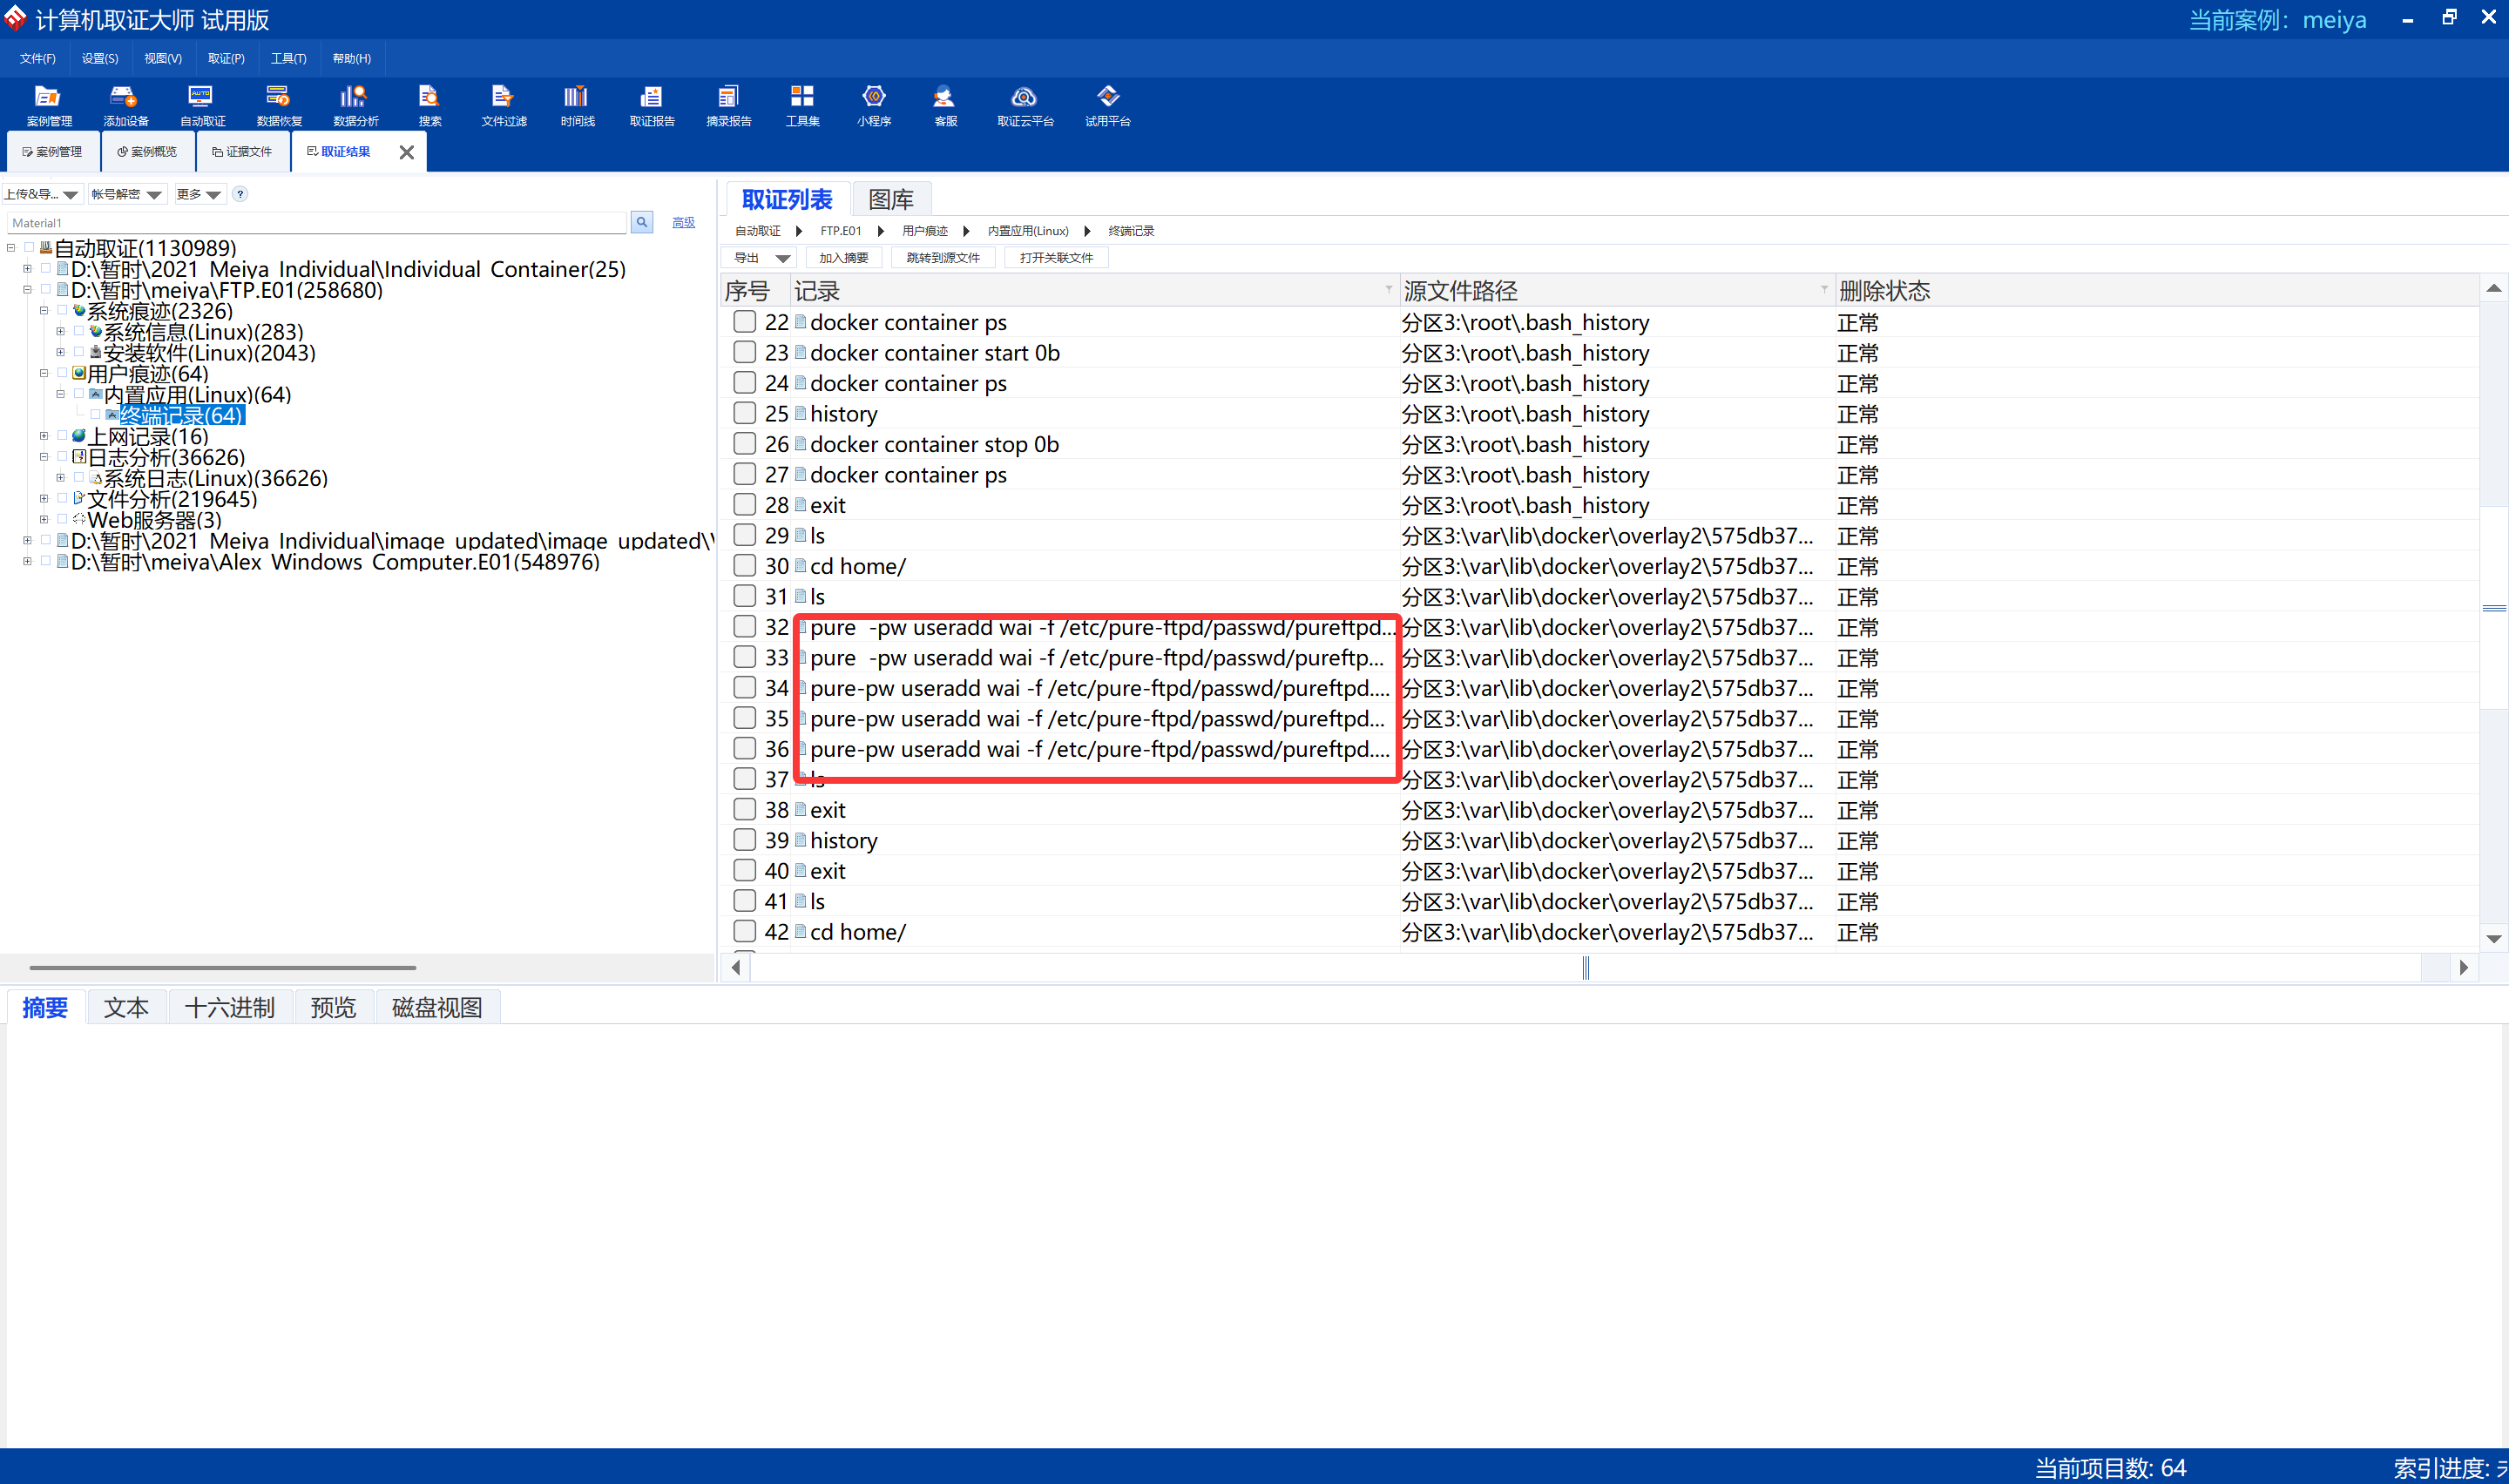 计算机取证大师 试用版
当前案例：meiya
文件(F) 设置(S) 视图(V) 取证(P) 工具(T) 帮助(H)
案例管理 添加设备 自动取证 数据恢复 数据分析 搜索 文件过滤 时间线 取证报告 摘录报告 工具集 小程序 客服 取证云平台 试用平台
案例管理 案例概览 证据文件 取证结果
上传&导... 帐号解密 更多 ?
Material1 高级
自动取证(1130989)
D:\暂时\2021 Meiya Individual\Individual Container(25)
D:\暂时\meiya\FTP.E01(258680)
系统痕迹(2326)
系统信息(Linux)(283)
安装软件(Linux)(2043)
用户痕迹(64)
内置应用(Linux)(64)
终端记录(64)
上网记录(16)
日志分析(36626)
系统日志(Linux)(36626)
文件分析(219645)
Web服务器(3)
D:\暂时\2021 Meiya Individual\image updated\image updated\
D:\暂时\meiya\Alex Windows Computer.E01(548976)
取证列表 图库
自动取证 FTP.E01 用户痕迹 内置应用(Linux) 终端记录
导出 加入摘要 跳转到源文件 打开关联文件
序号 记录 源文件路径 删除状态
22 docker container ps 分区3:\root\.bash_history 正常
23 docker container start 0b 分区3:\root\.bash_history 正常
24 docker container ps 分区3:\root\.bash_history 正常
25 history 分区3:\root\.bash_history 正常
26 docker container stop 0b 分区3:\root\.bash_history 正常
27 docker container ps 分区3:\root\.bash_history 正常
28 exit 分区3:\root\.bash_history 正常
29 ls 分区3:\var\lib\docker\overlay2\575db37... 正常
30 cd home/ 分区3:\var\lib\docker\overlay2\575db37... 正常
31 ls 分区3:\var\lib\docker\overlay2\575db37... 正常
32 pure  -pw useradd wai -f /etc/pure-ftpd/passwd/pureftpd... 分区3:\var\lib\docker\overlay2\575db37... 正常
33 pure  -pw useradd wai -f /etc/pure-ftpd/passwd/pureftp... 分区3:\var\lib\docker\overlay2\575db37... 正常
34 pure-pw useradd wai -f /etc/pure-ftpd/passwd/pureftpd.... 分区3:\var\lib\docker\overlay2\575db37... 正常
35 pure-pw useradd wai -f /etc/pure-ftpd/passwd/pureftpd... 分区3:\var\lib\docker\overlay2\575db37... 正常
36 pure-pw useradd wai -f /etc/pure-ftpd/passwd/pureftpd.... 分区3:\var\lib\docker\overlay2\575db37... 正常
37 ls 分区3:\var\lib\docker\overlay2\575db37... 正常
38 exit 分区3:\var\lib\docker\overlay2\575db37... 正常
39 history 分区3:\var\lib\docker\overlay2\575db37... 正常
40 exit 分区3:\var\lib\docker\overlay2\575db37... 正常
41 ls 分区3:\var\lib\docker\overlay2\575db37... 正常
42 cd home/ 分区3:\var\lib\docker\overlay2\575db37... 正常
摘要 文本 十六进制 预览 磁盘视图
当前项目数: 64 索引进度: